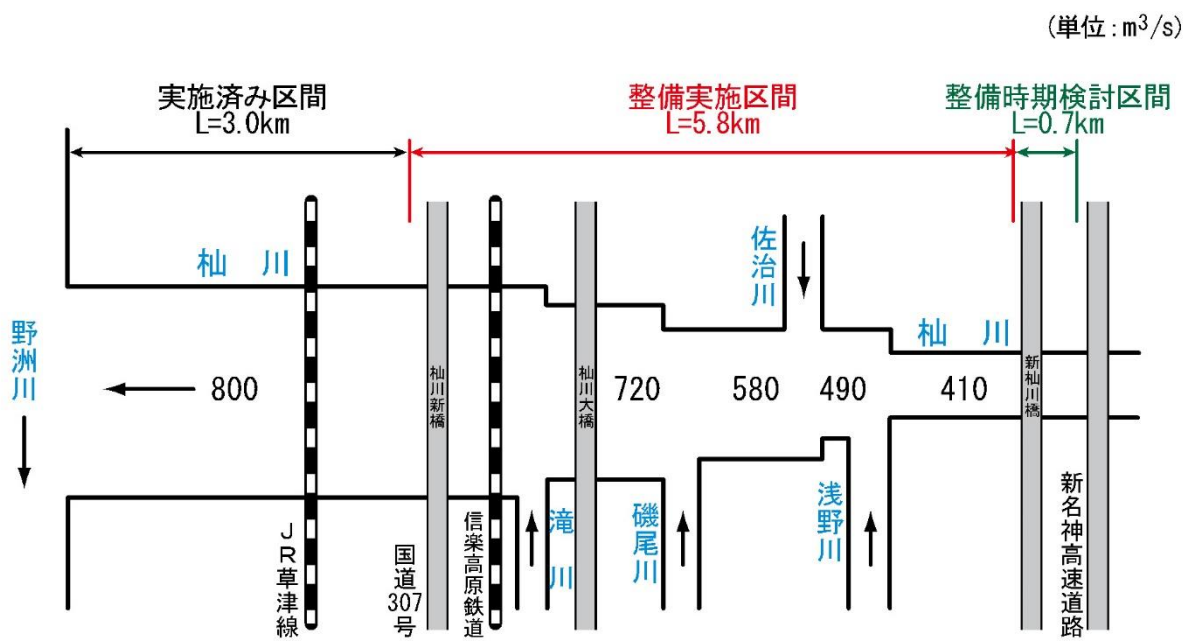 (単位:m³/s)
実施済み区間
L=3.0km
整備実施区間
L=5.8km
整備時期検討区間
L=0.7km
杣川
佐治川
杣川
野洲川
800
杣川新橋
杣川大橋
720
580
490
410
新杣川橋
JR草津線
国道307号
信楽高原鉄道
滝川
磯尾川
浅野川
新名神高速道路